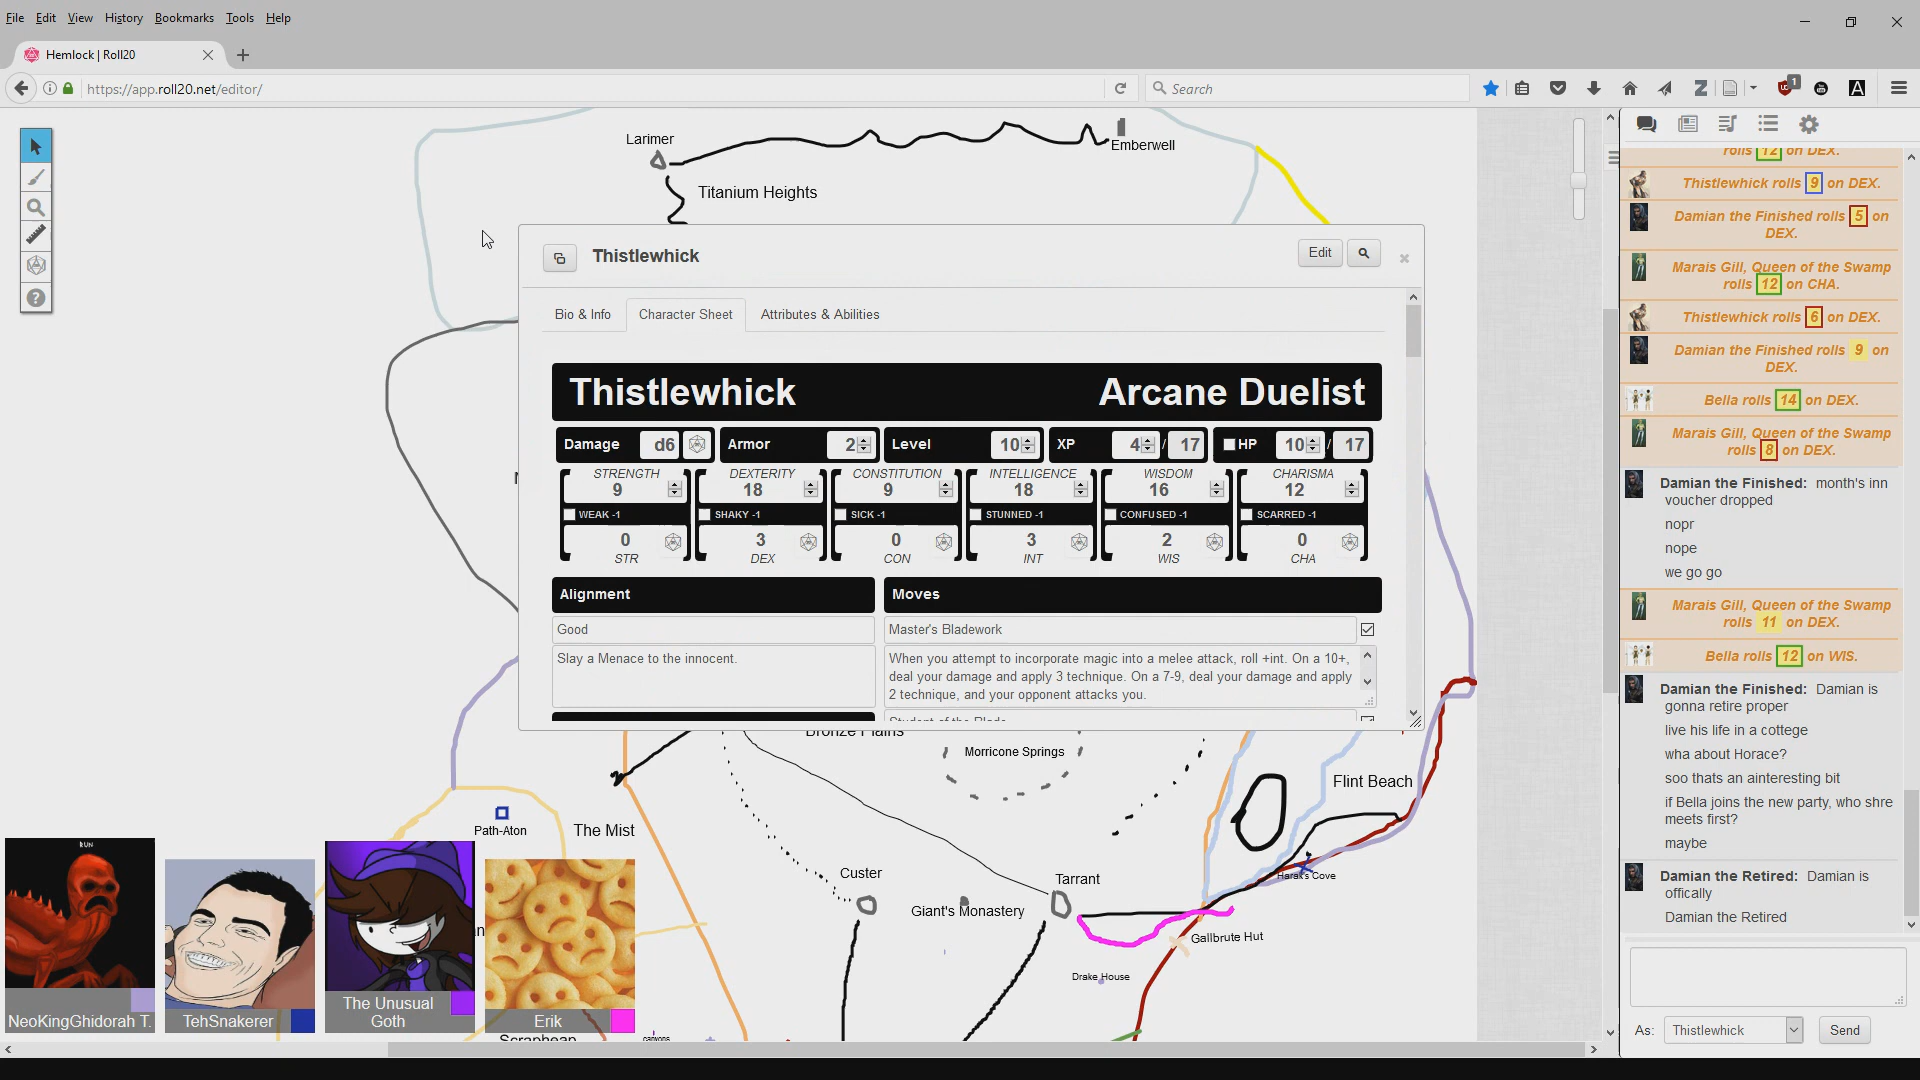 File Edit View History Bookmarks Tools Help
Hemlock | Roll20
https://app.roll20.net/editor/
Search
1
Larimer
Emberwell
Titanium Heights
Thistlewhick
Edit
Bio & Info
Character Sheet
Attributes & Abilities
Thistlewhick
Arcane Duelist
Damage d6
Armor 2
Level 10
XP 4 / 17
HP 10 / 17
STRENGTH DEXTERITY CONSTITUTION INTELLIGENCE WISDOM CHARISMA
9 18 9 18 16 12
WEAK -1 SHAKY -1 SICK -1 STUNNED -1 CONFUSED -1 SCARRED -1
0 3 0 3 2 0
STR DEX CON INT WIS CHA
Alignment
Moves
Good
Master's Bladework
Slay a Menace to the innocent.
When you attempt to incorporate magic into a melee attack, roll +int. On a 10+,
deal your damage and apply 3 technique. On a 7-9, deal your damage and apply
2 technique, and your opponent attacks you.
Student of the Blade
Bronze Plains
Morricone Springs
Flint Beach
Path-Aton
The Mist
Custer
Tarrant
Harak's Cove
Giant's Monastery
Gallbrute Hut
Drake House
Scrapheap
canyons
RUN
NeoKingGhidorah T.
TehSnakerer
The Unusual
Goth
Erik
rolls 12 on DEX.
Thistlewhick rolls 9 on DEX.
Damian the Finished rolls 5 on
DEX.
Marais Gill, Queen of the Swamp
rolls 12 on CHA.
Thistlewhick rolls 6 on DEX.
Damian the Finished rolls 9 on
DEX.
Bella rolls 14 on DEX.
Marais Gill, Queen of the Swamp
rolls 8 on DEX.
Damian the Finished: month's inn
voucher dropped
nopr
nope
we go go
Marais Gill, Queen of the Swamp
rolls 11 on DEX.
Bella rolls 12 on WIS.
Damian the Finished: Damian is
gonna retire proper
live his life in a cottege
wha about Horace?
soo thats an ainteresting bit
if Bella joins the new party, who shre
meets first?
maybe
Damian the Retired: Damian is
offically
Damian the Retired
As: Thistlewhick
Send